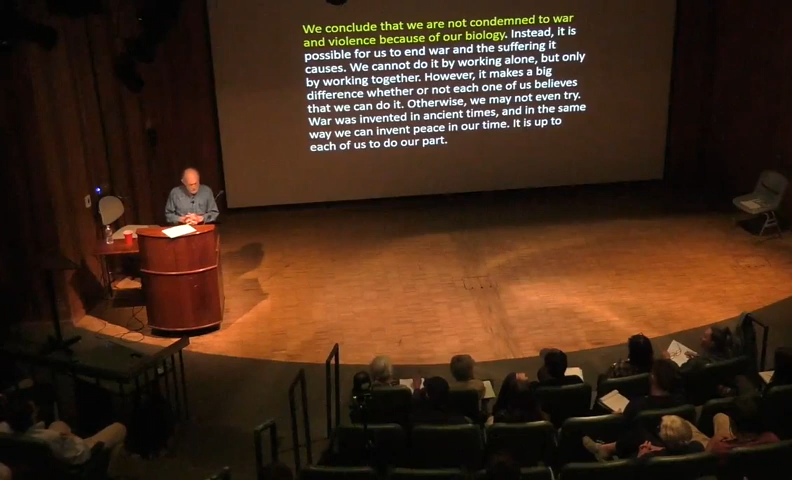 We conclude that we are not condemned to war
and violence because of our biology. Instead, it is
possible for us to end war and the suffering it
causes. We cannot do it by working alone, but only
by working together. However, it makes a big
difference whether or not each one of us believes
that we can do it. Otherwise, we may not even try.
War was invented in ancient times, and in the same
way we can invent peace in our time. It is up to
each of us to do our part.